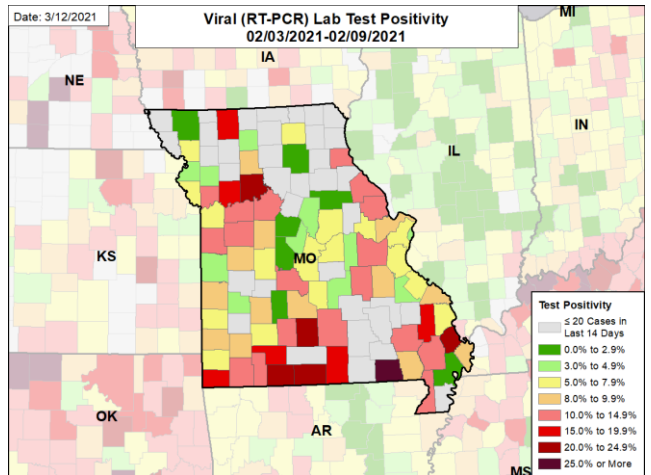 Date: 3/12/2021
Viral (RT-PCR) Lab Test Positivity
02/03/2021-02/09/2021
MI
IA
NE
IL
IN
KS
MO
OK
AR
MS
Test Positivity
≤ 20 Cases in
Last 14 Days
0.0% to 2.9%
3.0% to 4.9%
5.0% to 7.9%
8.0% to 9.9%
10.0% to 14.9%
15.0% to 19.9%
20.0% to 24.9%
25.0% or More